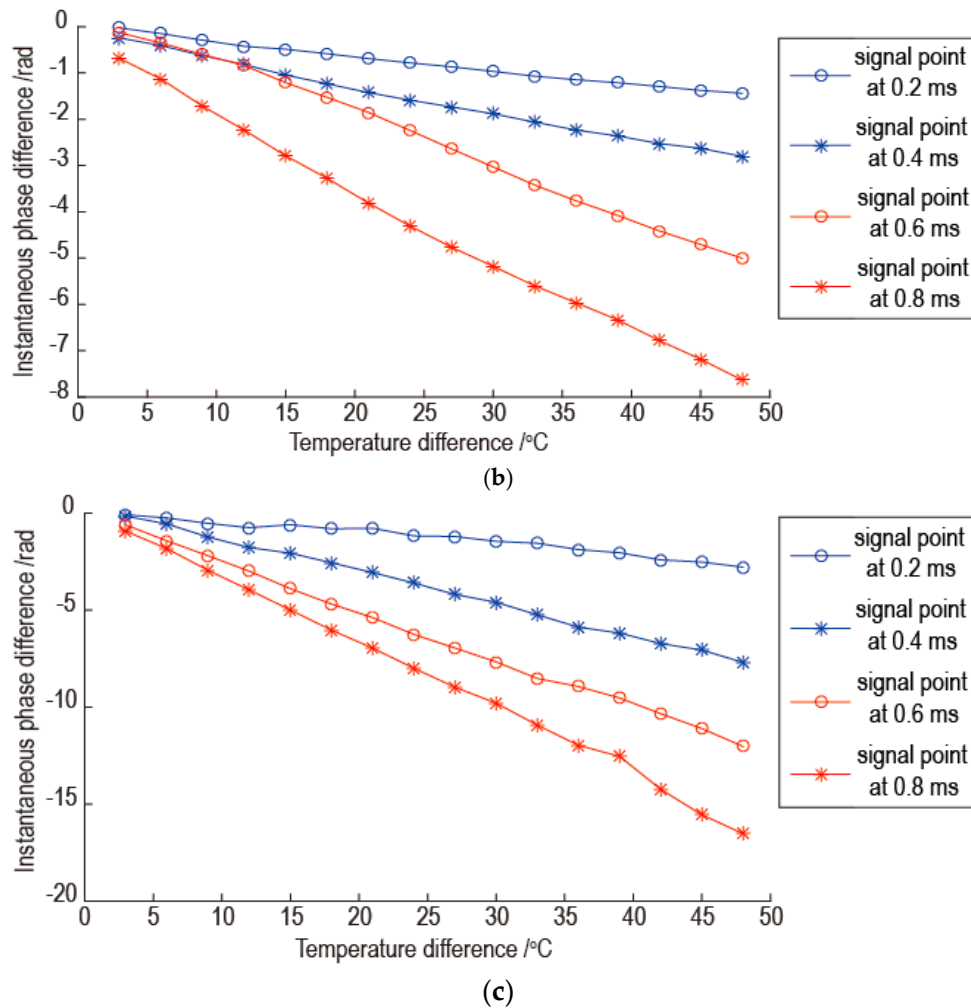 0
-1
-2
-3
-4
-5
-6
-7
-8
0 5 10 15 20 25 30 35 40 45 50
Instantaneous phase difference /rad
Temperature difference /°C
signal point
at 0.2 ms
signal point
at 0.4 ms
signal point
at 0.6 ms
signal point
at 0.8 ms
(b)
0
-5
-10
-15
-20
0 5 10 15 20 25 30 35 40 45 50
Instantaneous phase difference /rad
Temperature difference /°C
signal point
at 0.2 ms
signal point
at 0.4 ms
signal point
at 0.6 ms
signal point
at 0.8 ms
(c)